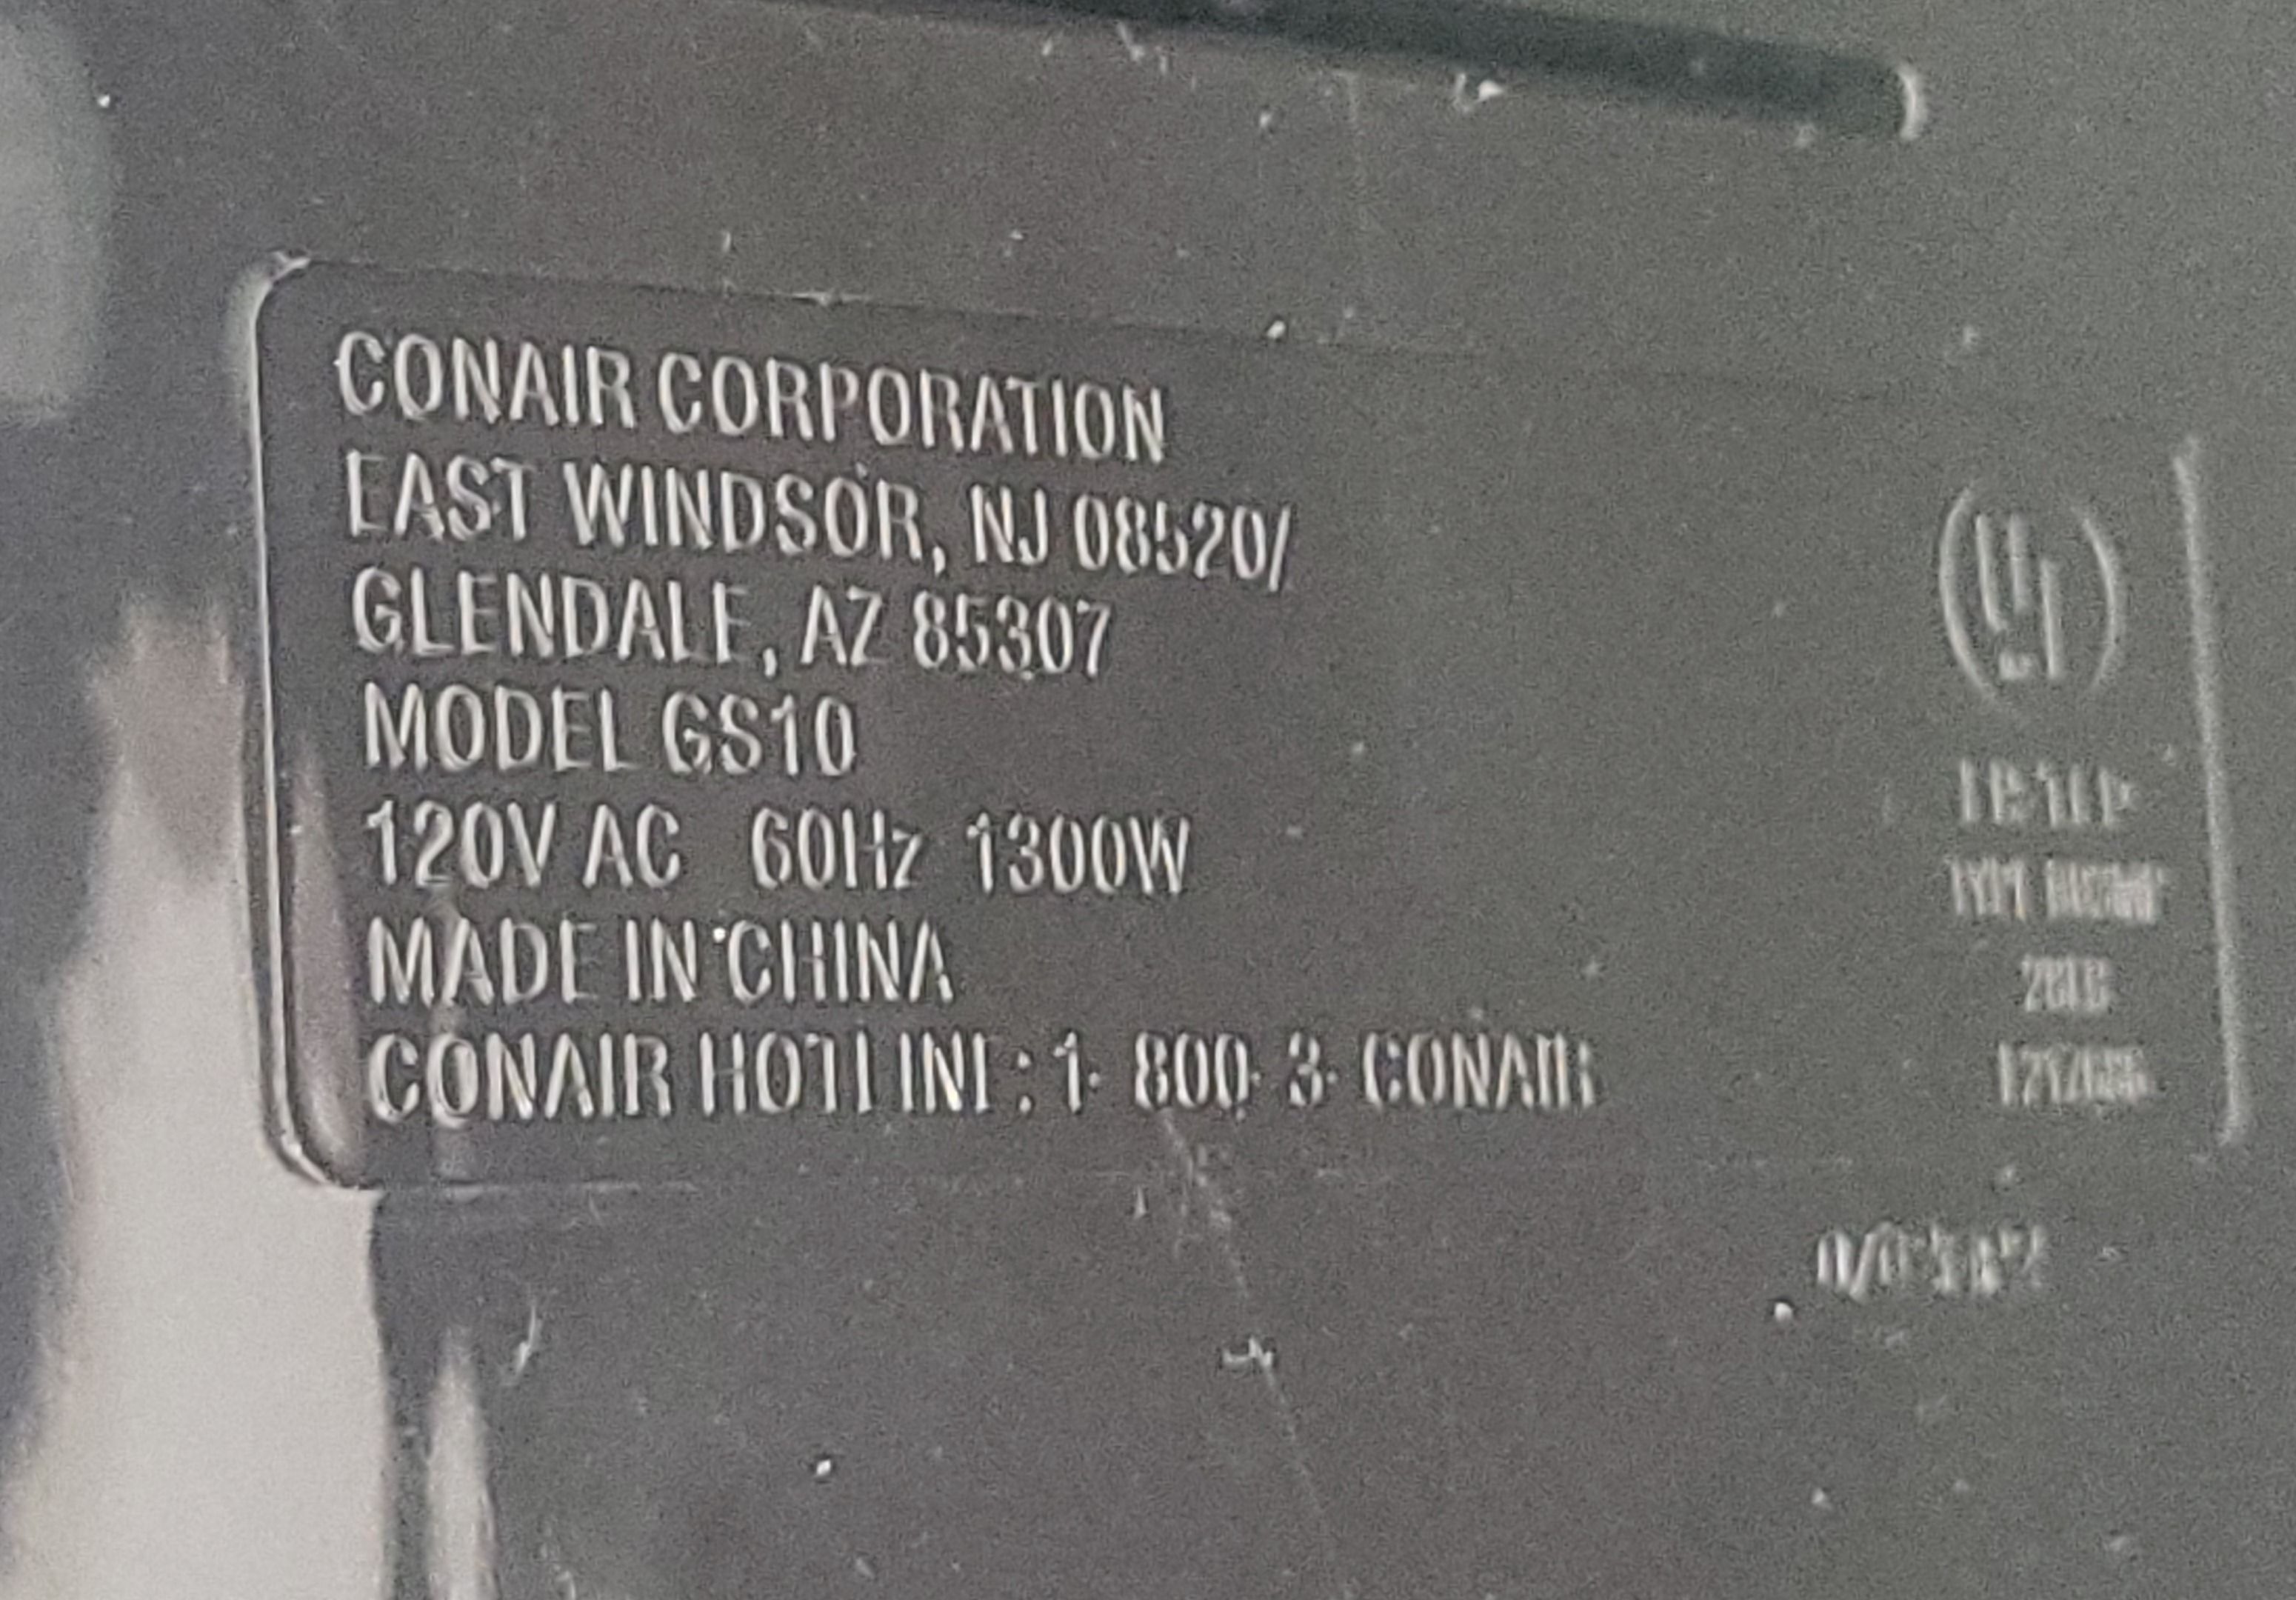 CONAIR CORPORATION
EAST WINDSOR, NJ 08520/
GLENDALE, AZ 85307
MODEL GS10
120V AC 60Hz 1300W
MADE IN CHINA
CONAIR HOTLINE: 1-800-3-CONAIR
UL